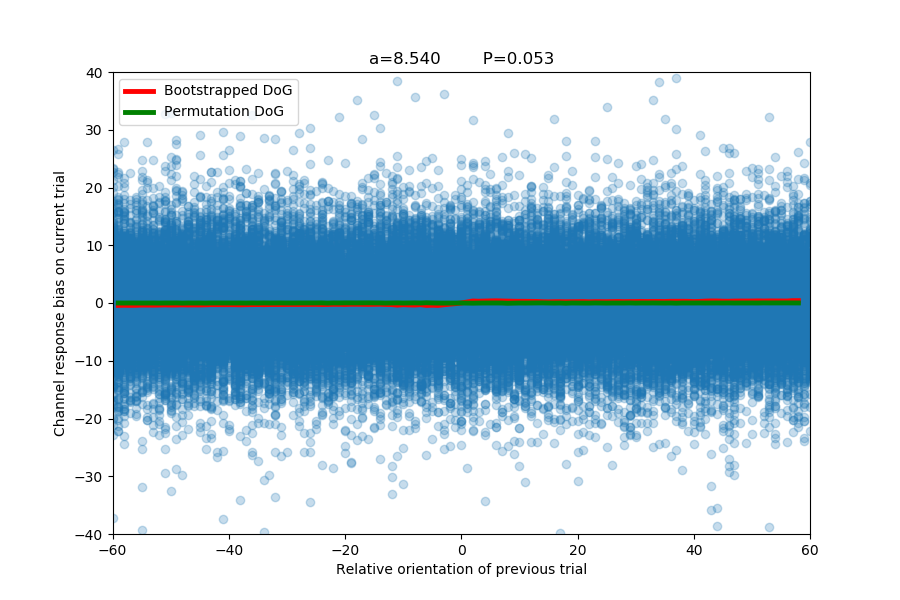 a=8.540 P=0.053
40
30
20
10
0
−10
−20
−30
−40
Channel response bias on current trial
Bootstrapped DoG
Permutation DoG
−60 −40 −20 0 20 40 60
Relative orientation of previous trial